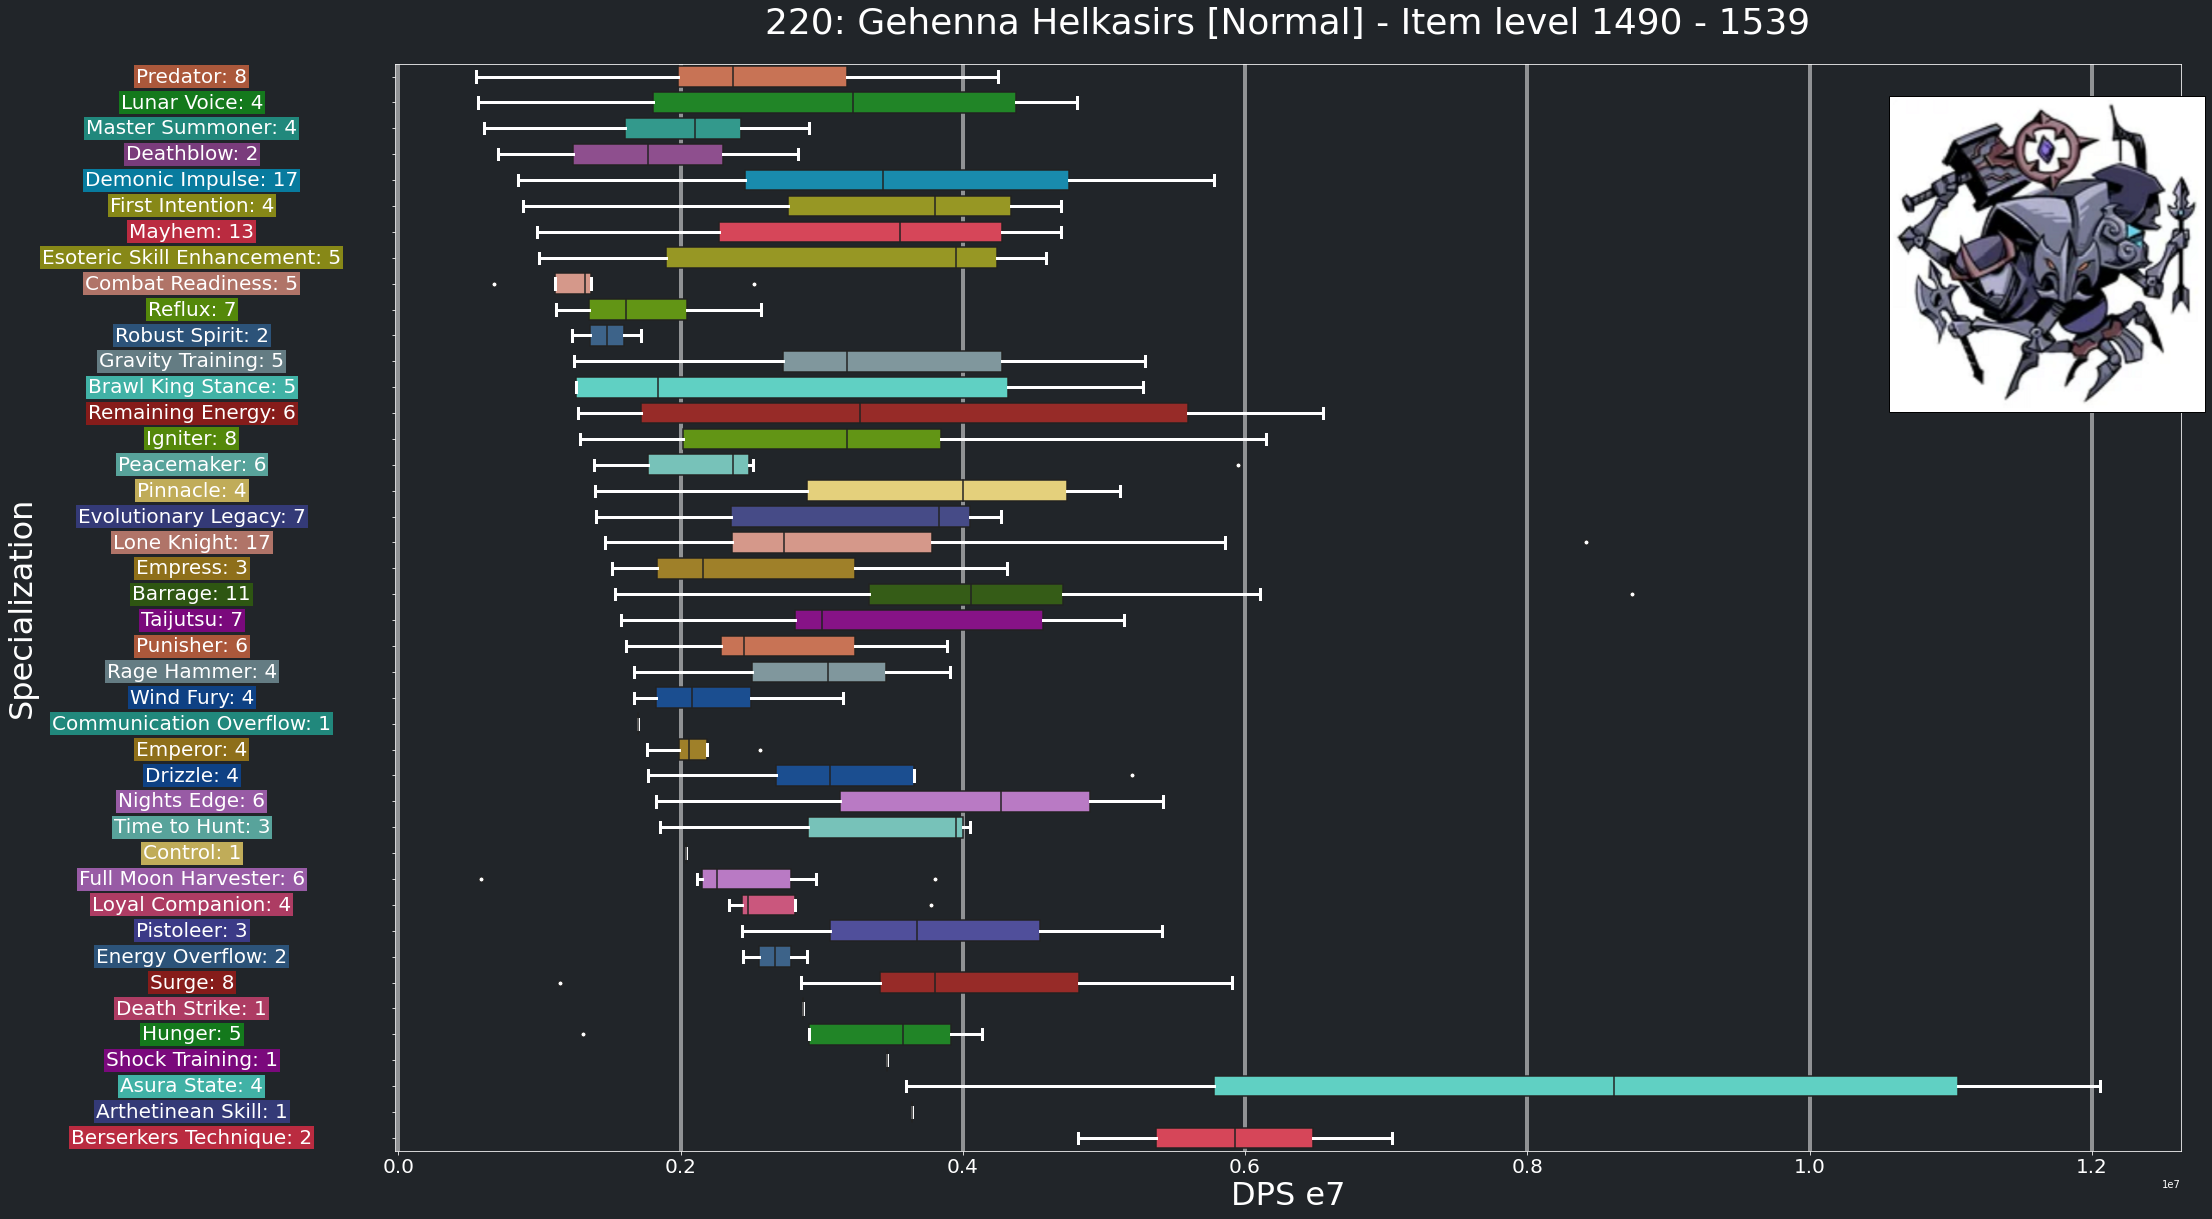 220: Gehenna Helkasirs [Normal] - Item level 1490 - 1539
Specialization
Predator: 8
Lunar Voice: 4
Master Summoner: 4
Deathblow: 2
Demonic Impulse: 17
First Intention: 4
Mayhem: 13
Esoteric Skill Enhancement: 5
Combat Readiness: 5
Reflux: 7
Robust Spirit: 2
Gravity Training: 5
Brawl King Stance: 5
Remaining Energy: 6
Igniter: 8
Peacemaker: 6
Pinnacle: 4
Evolutionary Legacy: 7
Lone Knight: 17
Empress: 3
Barrage: 11
Taijutsu: 7
Punisher: 6
Rage Hammer: 4
Wind Fury: 4
Communication Overflow: 1
Emperor: 4
Drizzle: 4
Nights Edge: 6
Time to Hunt: 3
Control: 1
Full Moon Harvester: 6
Loyal Companion: 4
Pistoleer: 3
Energy Overflow: 2
Surge: 8
Death Strike: 1
Hunger: 5
Shock Training: 1
Asura State: 4
Arthetinean Skill: 1
Berserkers Technique: 2
0.0 0.2 0.4 0.6 0.8 1.0 1.2
1e7
DPS e7